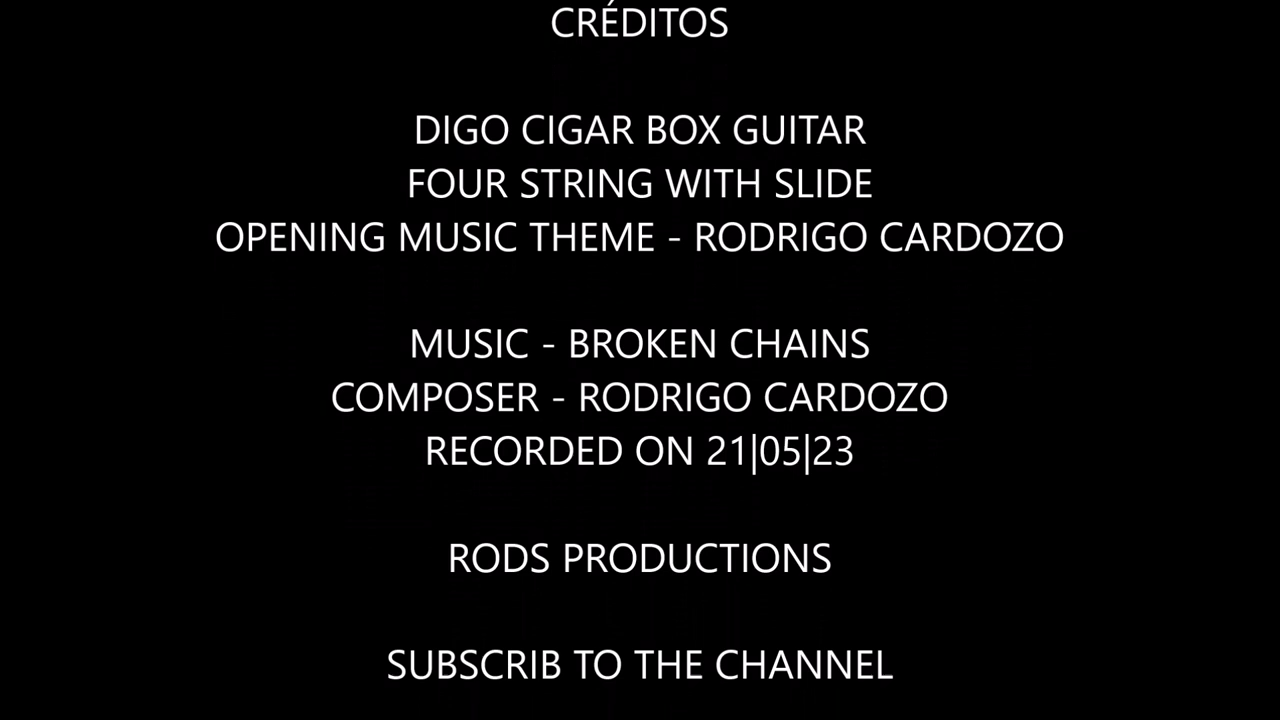 CRÉDITOS
DIGO CIGAR BOX GUITAR
FOUR STRING WITH SLIDE
OPENING MUSIC THEME - RODRIGO CARDOZO
MUSIC - BROKEN CHAINS
COMPOSER - RODRIGO CARDOZO
RECORDED ON 21|05|23
RODS PRODUCTIONS
SUBSCRIB TO THE CHANNEL